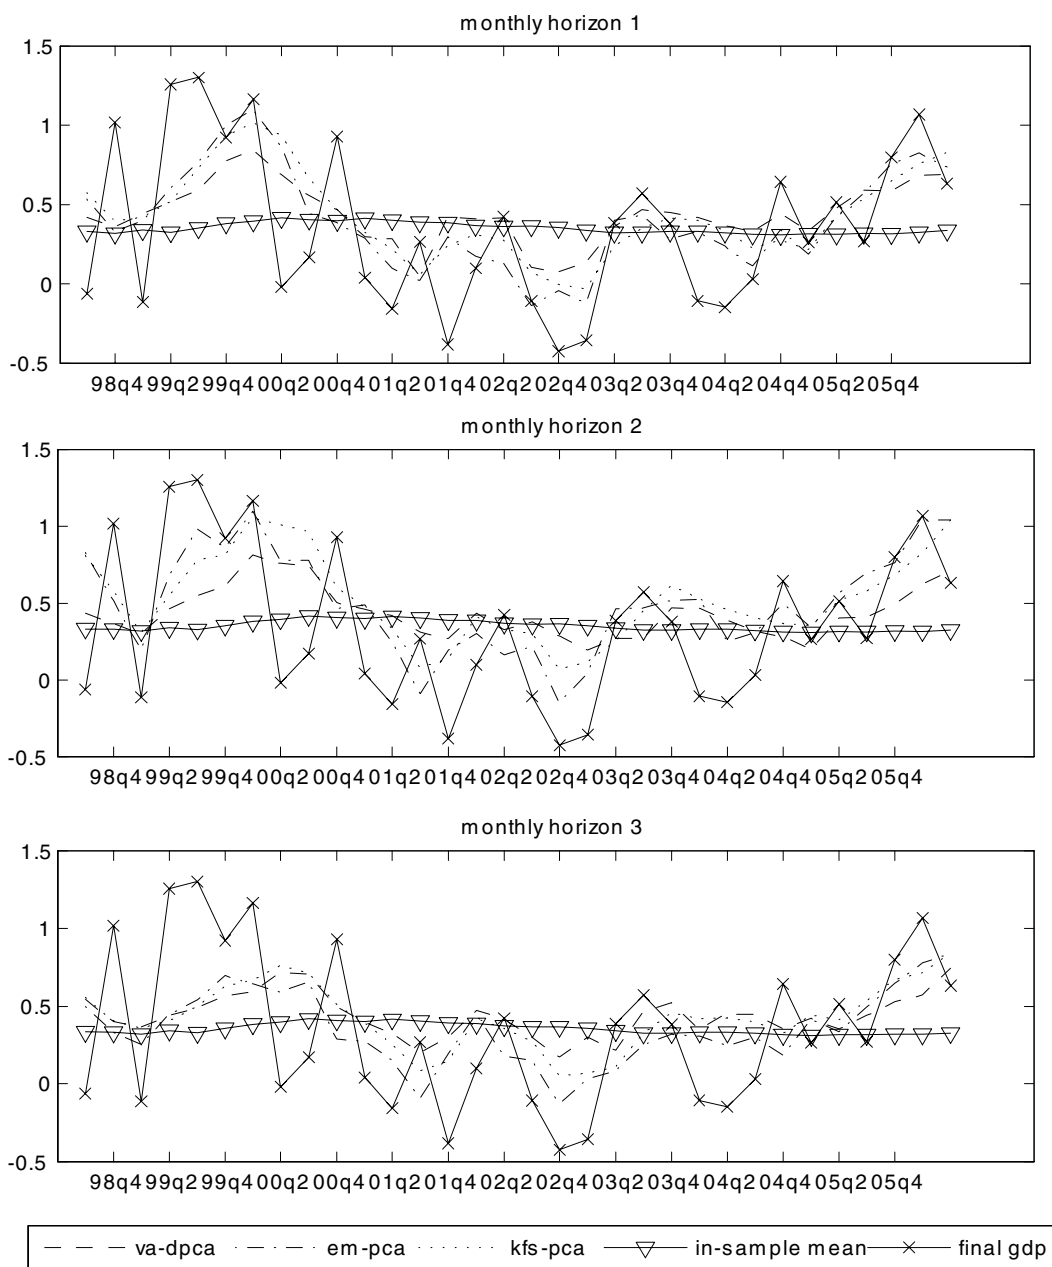 monthly horizon 1
1.5
1
0.5
0
-0.5
98q4 99q2 99q4 00q2 00q4 01q2 01q4 02q2 02q4 03q2 03q4 04q2 04q4 05q2 05q4
monthly horizon 2
1.5
1
0.5
0
-0.5
98q4 99q2 99q4 00q2 00q4 01q2 01q4 02q2 02q4 03q2 03q4 04q2 04q4 05q2 05q4
monthly horizon 3
1.5
1
0.5
0
-0.5
98q4 99q2 99q4 00q2 00q4 01q2 01q4 02q2 02q4 03q2 03q4 04q2 04q4 05q2 05q4
va-dpca em-pca kfs-pca in-sample mean final gdp